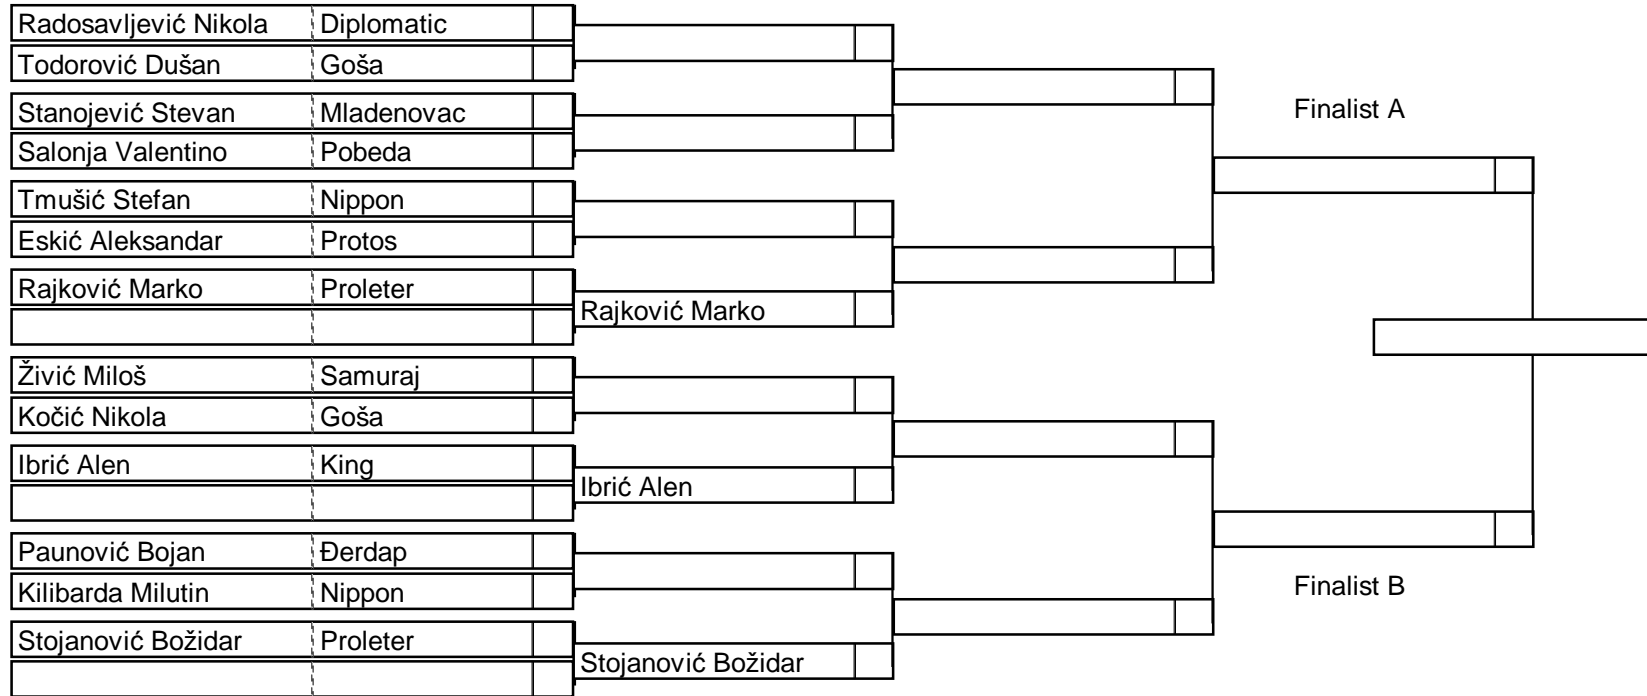 Radosavljević Nikola Diplomatic
Todorović Dušan Goša
Stanojević Stevan Mladenovac
Salonja Valentino Pobeda
Tmušić Stefan Nippon
Eskić Aleksandar Protos
Rajković Marko Proleter
Rajković Marko
Živić Miloš Samuraj
Kočić Nikola Goša
Ibrić Alen King
Ibrić Alen
Paunović Bojan Đerdap
Kilibarda Milutin Nippon
Stojanović Božidar Proleter
Stojanović Božidar
Finalist A
Finalist B